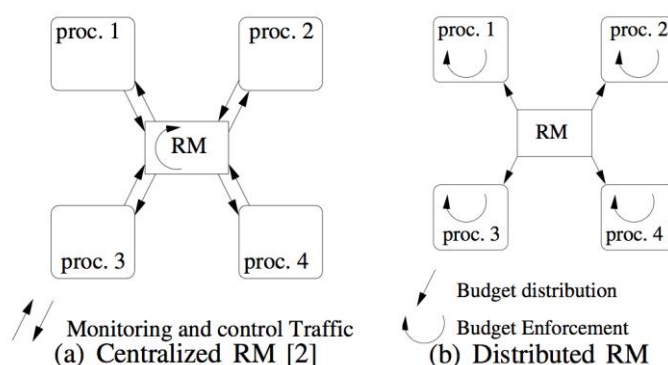 proc. 1
proc. 2
RM
proc. 3
proc. 4
Monitoring and control Traffic
(a) Centralized RM [2]
proc. 1
proc. 2
RM
proc. 3
proc. 4
Budget distribution
Budget Enforcement
(b) Distributed RM